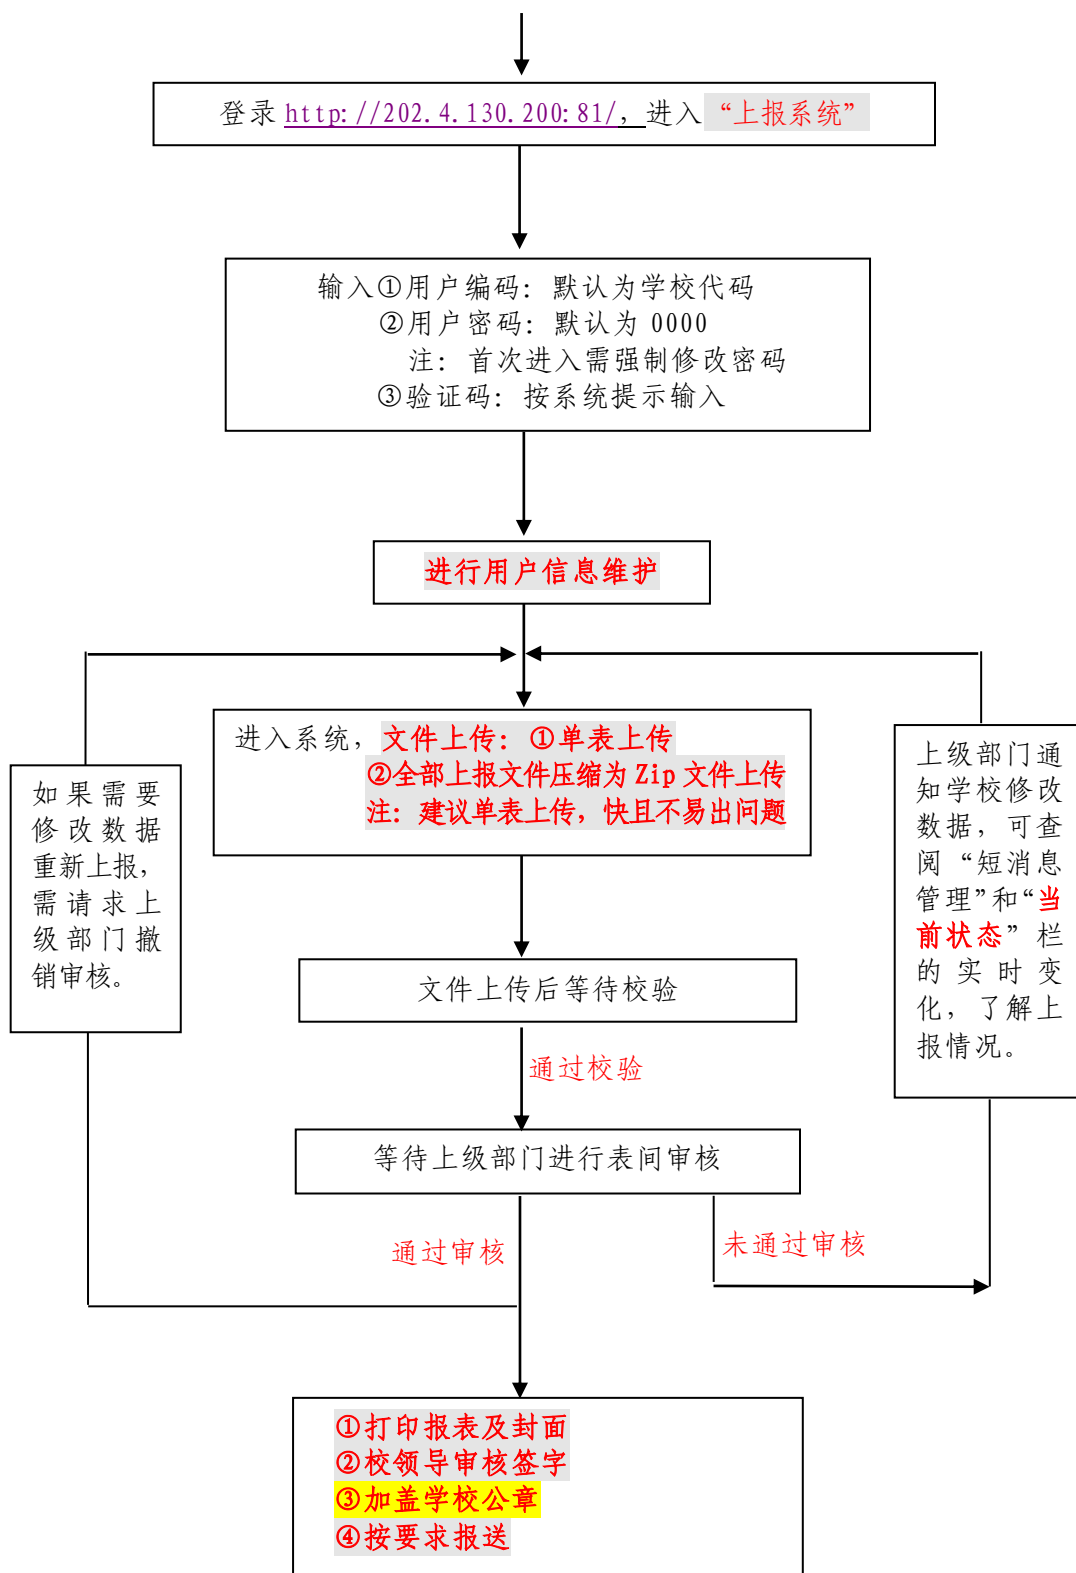 登录 http://202.4.130.200:81/，进入 “上报系统”
输入①用户编码：默认为学校代码
②用户密码：默认为 0000
注：首次进入需强制修改密码
③验证码：按系统提示输入
进行用户信息维护
进入系统，文件上传：①单表上传
②全部上报文件压缩为 Zip 文件上传
注：建议单表上传，快且不易出问题
如果需要
修改数据
重新上报，
需请求上
级部门撤
销审核。
上级部门通
知学校修改
数据，可查
阅“短消息
管理”和“当
前状态”栏
的实时变
化，了解上
报情况。
文件上传后等待校验
通过校验
等待上级部门进行表间审核
通过审核
未通过审核
①打印报表及封面
②校领导审核签字
③加盖学校公章
④按要求报送